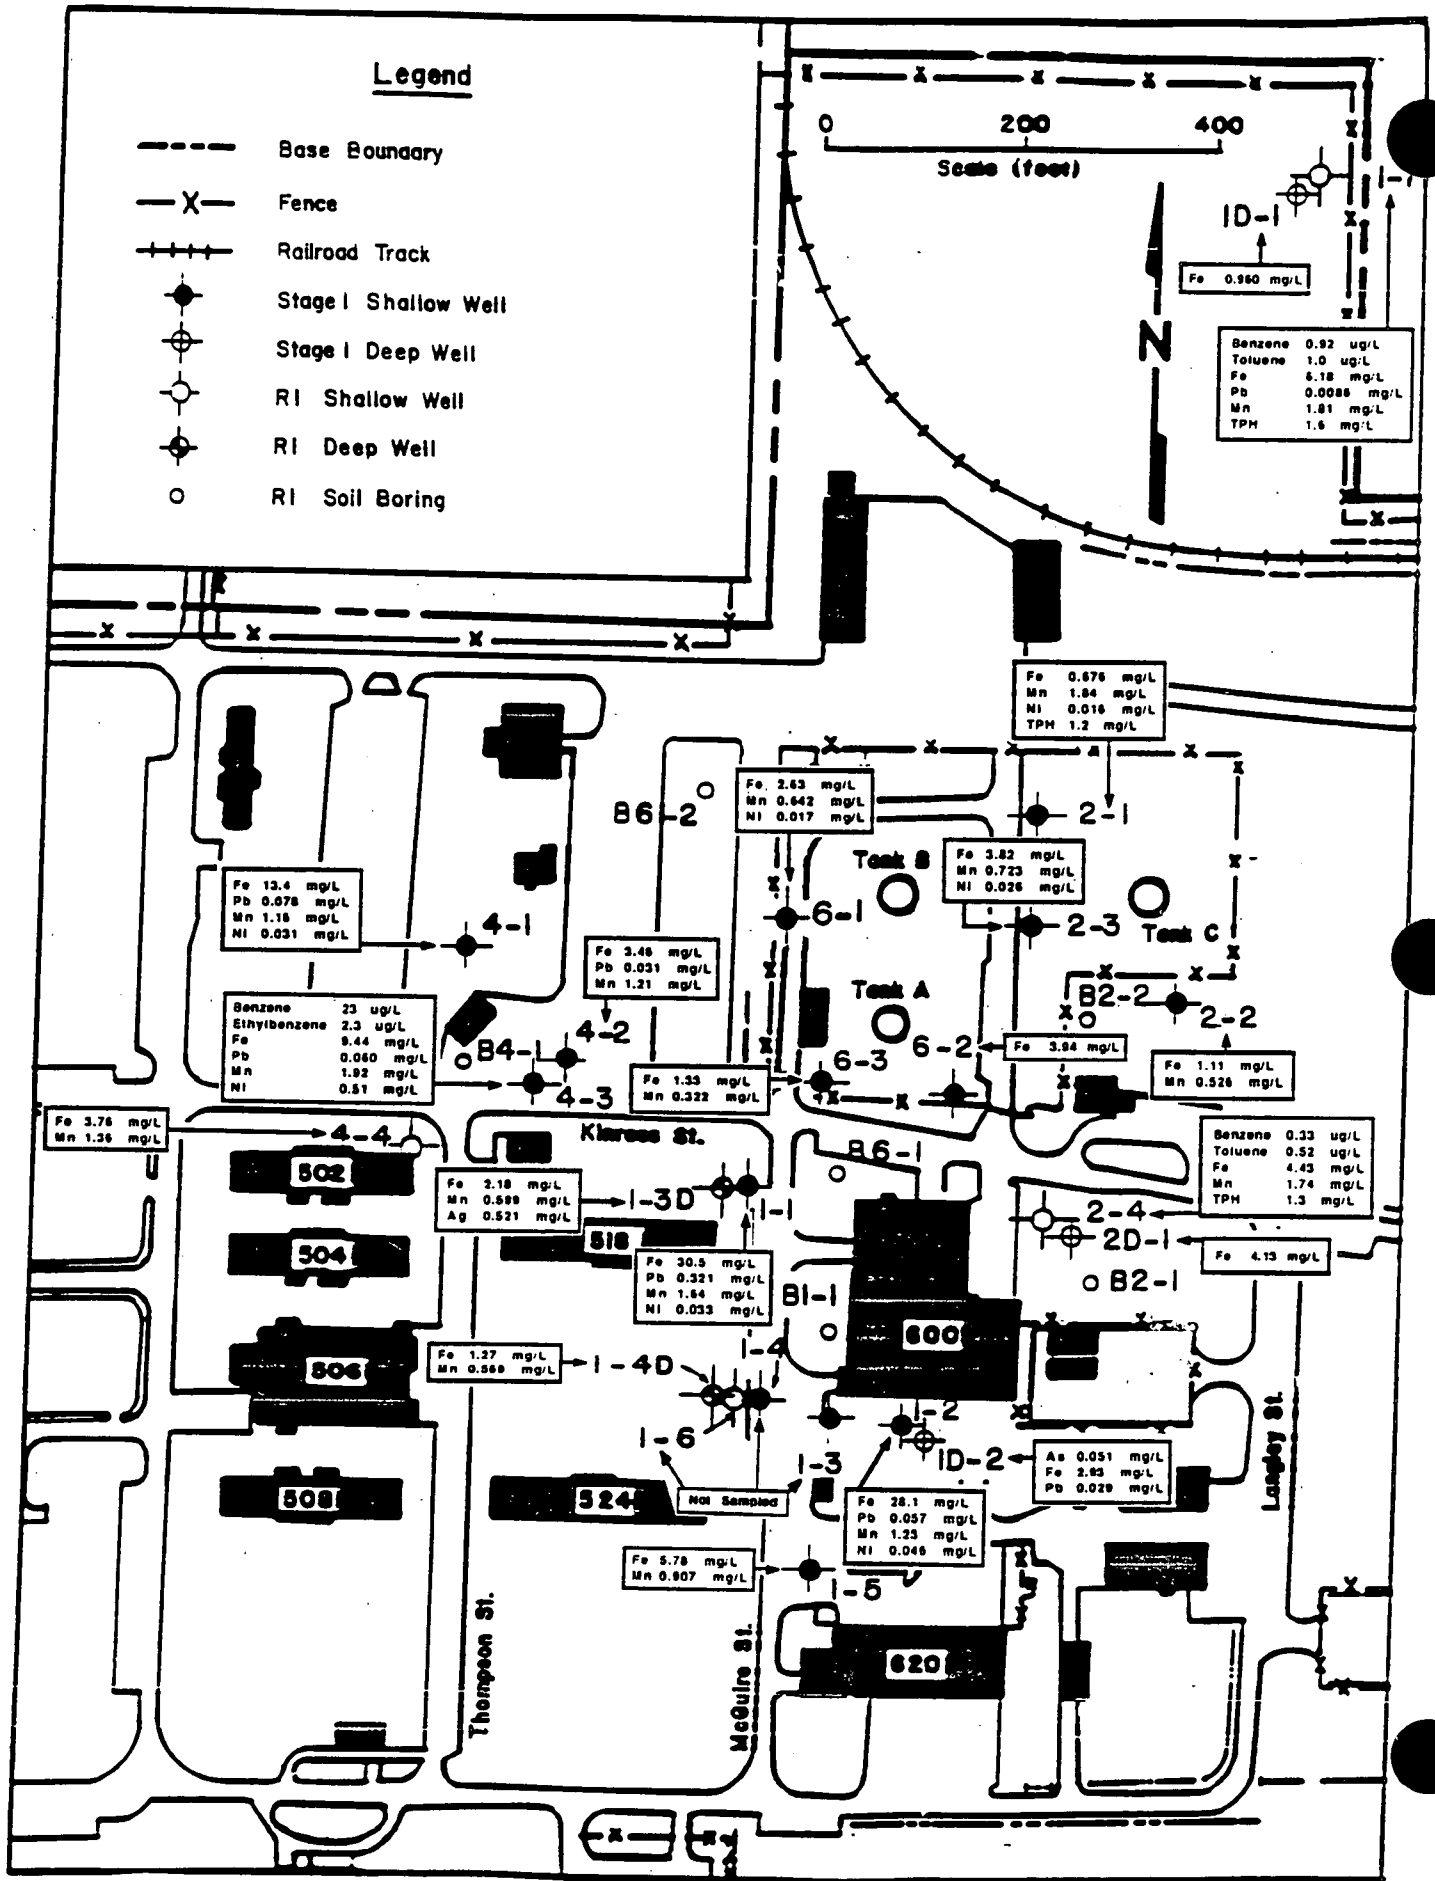 Legend
Base Boundary
Fence
Railroad Track
Stage I Shallow Well
Stage I Deep Well
RI Shallow Well
RI Deep Well
RI Soil Boring
0 200 400
Scale (feet)
N
1D-1
Fe 0.960 mg/L
Benzene 0.92 ug/L
Toluene 1.0 ug/L
Fe 6.18 mg/L
Pb 0.0086 mg/L
Mn 1.81 mg/L
TPH 1.6 mg/L
Fe 0.676 mg/L
Mn 1.84 mg/L
Ni 0.016 mg/L
TPH 1.2 mg/L
B6-2
Fe 2.63 mg/L
Mn 0.642 mg/L
Ni 0.017 mg/L
2-1
Tank B
Fe 3.82 mg/L
Mn 0.723 mg/L
Ni 0.026 mg/L
Fe 13.4 mg/L
Pb 0.078 mg/L
Mn 1.16 mg/L
Ni 0.031 mg/L
4-1
6-1
2-3
Tank C
Fe 3.46 mg/L
Pb 0.031 mg/L
Mn 1.21 mg/L
Tank A
B2-2
2-2
Benzene 23 ug/L
Ethylbenzene 2.3 ug/L
Fe 9.44 mg/L
Pb 0.060 mg/L
Mn 1.92 mg/L
Ni 0.51 mg/L
B4-1
4-2
4-3
6-3
6-2
Fe 3.94 mg/L
Fe 1.33 mg/L
Mn 0.322 mg/L
Fe 1.11 mg/L
Mn 0.526 mg/L
Fe 3.76 mg/L
Mn 1.36 mg/L
4-4
Kinross St.
B6-1
Benzene 0.33 ug/L
Toluene 0.52 ug/L
Fe 4.43 mg/L
Mn 1.74 mg/L
TPH 1.3 mg/L
502
Fe 2.18 mg/L
Mn 0.589 mg/L
Ag 0.521 mg/L
1-3D
1-1
2-4
2D-1
Fe 4.13 mg/L
504
518
Fe 30.5 mg/L
Pb 0.321 mg/L
Mn 1.64 mg/L
Ni 0.033 mg/L
B1-1
B2-1
600
506
Fe 1.27 mg/L
Mn 0.569 mg/L
1-4D
1-4
1-6
1-3
1-2
1D-2
As 0.051 mg/L
Fe 2.93 mg/L
Pb 0.029 mg/L
Langley St.
508
524
Not Sampled
Fe 28.1 mg/L
Pb 0.057 mg/L
Mn 1.23 mg/L
Ni 0.046 mg/L
Fe 5.78 mg/L
Mn 0.907 mg/L
1-5
Thompson St.
McGuire St.
620